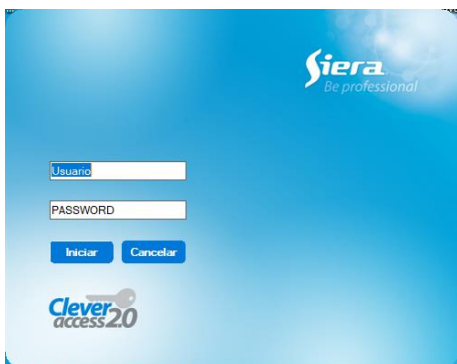 Siera
Be professional
Usuario
PASSWORD
Iniciar Cancelar
Clever
access 2.0